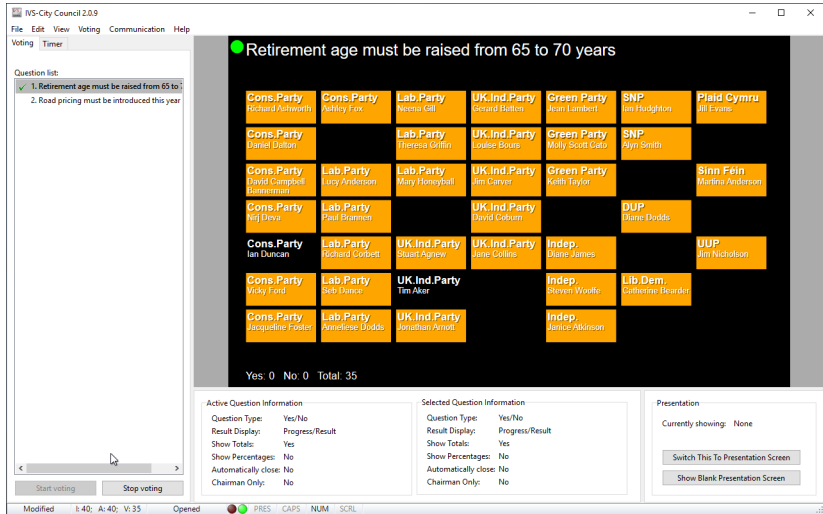 IVS-City Council 2.0.9
File Edit View Voting Communication Help
Voting Timer
Question list:
1. Retirement age must be raised from 65 to 7
2. Road pricing must be introduced this year
Start voting Stop voting
Retirement age must be raised from 65 to 70 years
Cons.Party Cons.Party Lab.Party UK.Ind.Party Green Party SNP Plaid Cymru
Richard Ashworth Ashley Fox Neena Gill Gerard Batten Jean Lambert Ian Hudghton Jill Evans
Cons.Party Lab.Party UK.Ind.Party Green Party SNP
Daniel Dalton Theresa Griffin Louise Bours Molly Scott Cato Alyn Smith
Cons.Party Lab.Party Lab.Party UK.Ind.Party Green Party Sinn Féin
David Campbell Lucy Anderson Mary Honeyball Jim Carver Keith Taylor Martina Anderson
Bannerman
Cons.Party Lab.Party UK.Ind.Party DUP
Nirj Deva Paul Brannen David Coburn Diane Dodds
Cons.Party Lab.Party UK.Ind.Party UK.Ind.Party Indep. UUP
Ian Duncan Richard Corbett Stuart Agnew Jane Collins Diane James Jim Nicholson
Cons.Party Lab.Party UK.Ind.Party Indep. Lib.Dem.
Vicky Ford Seb Dance Tim Aker Steven Woolfe Catherine Bearder
Cons.Party Lab.Party UK.Ind.Party Indep.
Jacqueline Foster Anneliese Dodds Jonathan Arnott Janice Atkinson
Yes: 0 No: 0 Total: 35
Active Question Information
Question Type: Yes/No
Result Display: Progress/Result
Show Totals: Yes
Show Percentages: No
Automatically close: No
Chairman Only: No
Selected Question Information
Question Type: Yes/No
Result Display: Progress/Result
Show Totals: Yes
Show Percentages: No
Automatically close: No
Chairman Only: No
Presentation
Currently showing: None
Switch This To Presentation Screen
Show Blank Presentation Screen
Modified I: 40; A: 40; V: 35 Opened PRES CAPS NUM SCRL